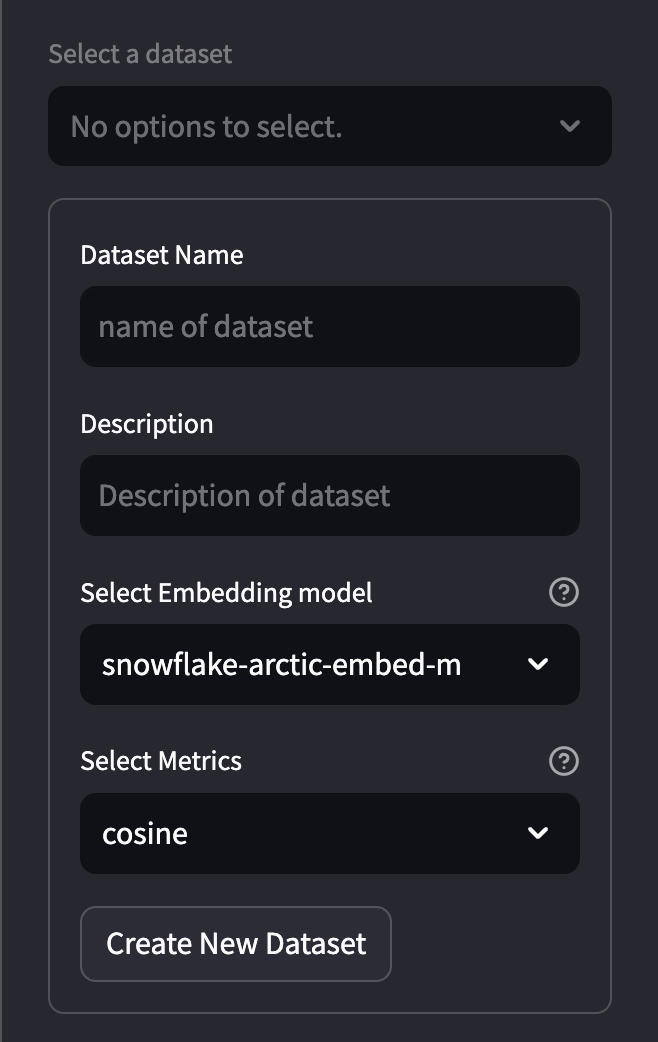 Select a dataset
No options to select.
Dataset Name
name of dataset
Description
Description of dataset
Select Embedding model
snowflake-arctic-embed-m
Select Metrics
cosine
Create New Dataset